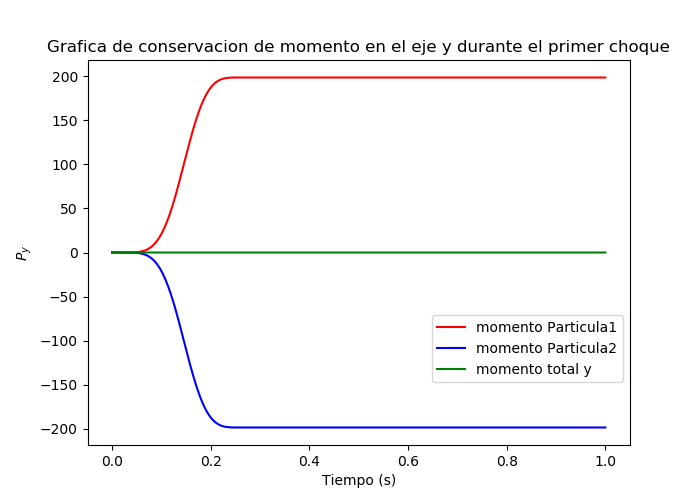 Grafica de conservacion de momento en el eje y durante el primer choque
200
150
100
50
0
−50
−100
−150
−200
P_y
momento Particula1
momento Particula2
momento total y
0.0 0.2 0.4 0.6 0.8 1.0
Tiempo (s)